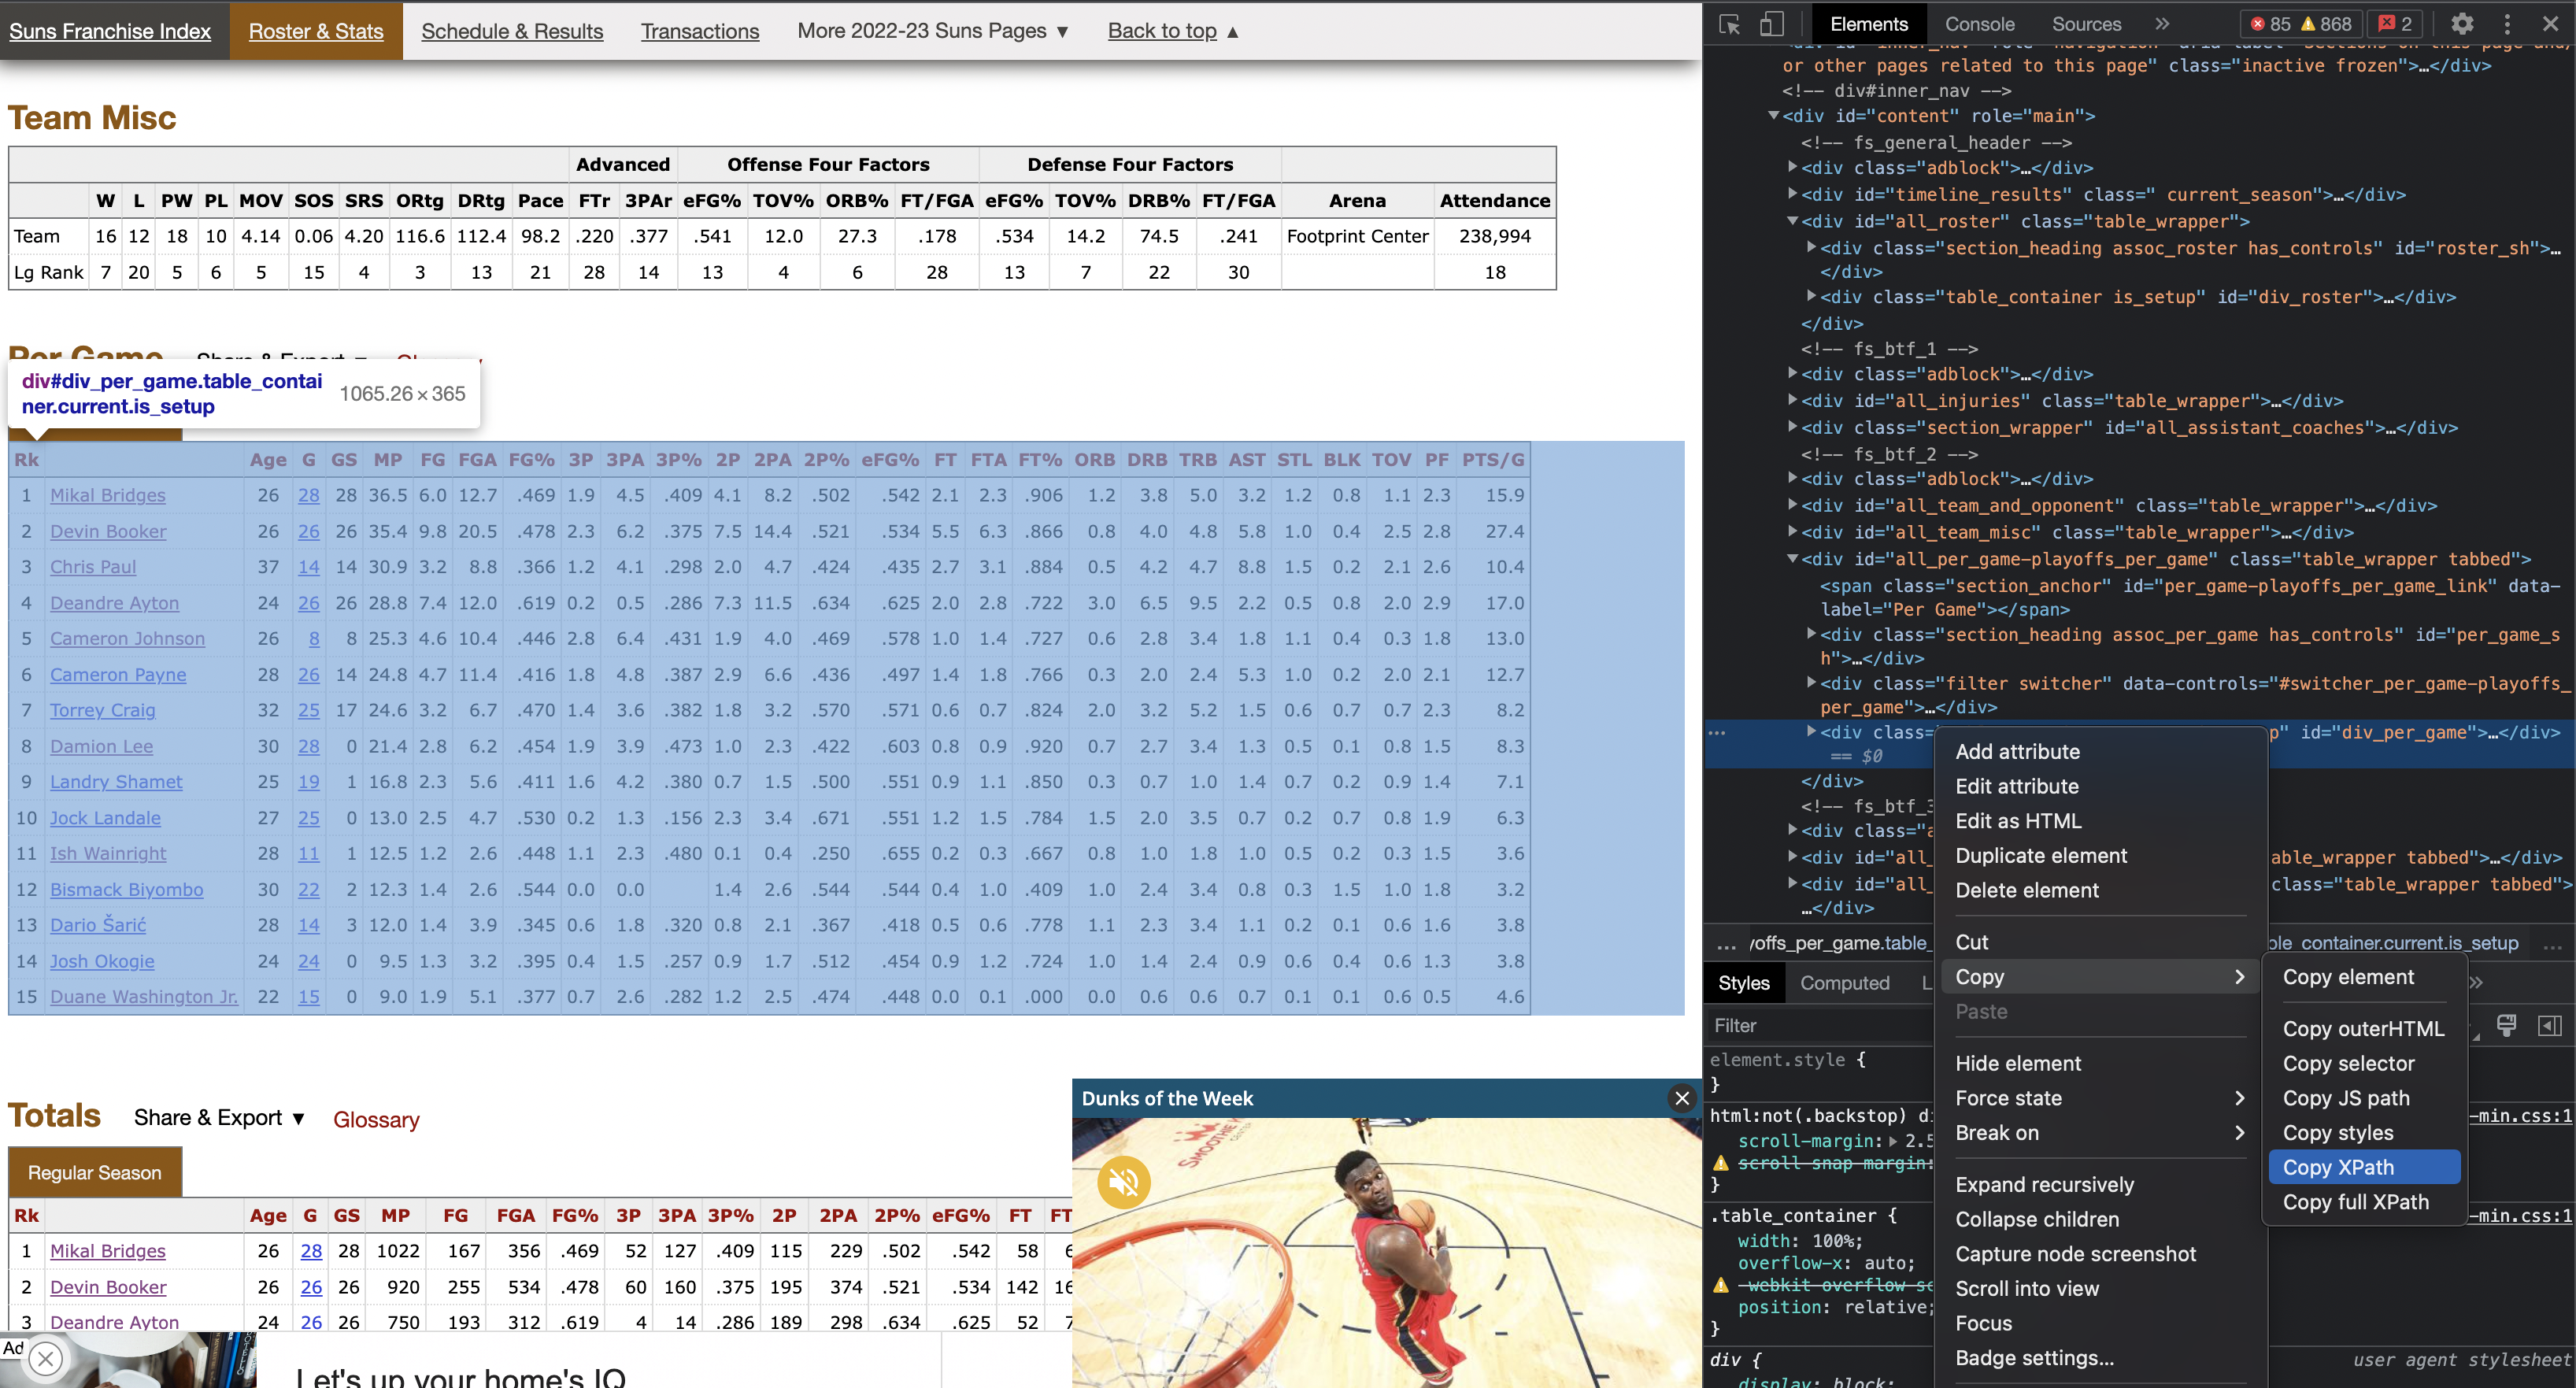 Suns Franchise Index Roster & Stats Schedule & Results Transactions More 2022-23 Suns Pages ▼ Back to top ▲
Team Misc
Advanced Offense Four Factors Defense Four Factors
W L PW PL MOV SOS SRS ORtg DRtg Pace FTr 3PAr eFG% TOV% ORB% FT/FGA eFG% TOV% DRB% FT/FGA Arena Attendance
Team 16 12 18 10 4.14 0.06 4.20 116.6 112.4 98.2 .220 .377 .541 12.0 27.3 .178 .534 14.2 74.5 .241 Footprint Center 238,994
Lg Rank 7 20 5 6 5 15 4 3 13 21 28 14 13 4 6 28 13 7 22 30 18
Per Game Share & Export ▼ Glossary
div#div_per_game.table_contai
ner.current.is_setup 1065.26 × 365
Rk Age G GS MP FG FGA FG% 3P 3PA 3P% 2P 2PA 2P% eFG% FT FTA FT% ORB DRB TRB AST STL BLK TOV PF PTS/G
1 Mikal Bridges 26 28 28 36.5 6.0 12.7 .469 1.9 4.5 .409 4.1 8.2 .502 .542 2.1 2.3 .906 1.2 3.8 5.0 3.2 1.2 0.8 1.1 2.3 15.9
2 Devin Booker 26 26 26 35.4 9.8 20.5 .478 2.3 6.2 .375 7.5 14.4 .521 .534 5.5 6.3 .866 0.8 4.0 4.8 5.8 1.0 0.4 2.5 2.8 27.4
3 Chris Paul 37 14 14 30.9 3.2 8.8 .366 1.2 4.1 .298 2.0 4.7 .424 .435 2.7 3.1 .884 0.5 4.2 4.7 8.8 1.5 0.2 2.1 2.6 10.4
4 Deandre Ayton 24 26 26 28.8 7.4 12.0 .619 0.2 0.5 .286 7.3 11.5 .634 .625 2.0 2.8 .722 3.0 6.5 9.5 2.2 0.5 0.8 2.0 2.9 17.0
5 Cameron Johnson 26 8 8 25.3 4.6 10.4 .446 2.8 6.4 .431 1.9 4.0 .469 .578 1.0 1.4 .727 0.6 2.8 3.4 1.8 1.1 0.4 0.3 1.8 13.0
6 Cameron Payne 28 26 14 24.8 4.7 11.4 .416 1.8 4.8 .387 2.9 6.6 .436 .497 1.4 1.8 .766 0.3 2.0 2.4 5.3 1.0 0.2 2.0 2.1 12.7
7 Torrey Craig 32 25 17 24.6 3.2 6.7 .470 1.4 3.6 .382 1.8 3.2 .570 .571 0.6 0.7 .824 2.0 3.2 5.2 1.5 0.6 0.7 0.7 2.3 8.2
8 Damion Lee 30 28 0 21.4 2.8 6.2 .454 1.9 3.9 .473 1.0 2.3 .422 .603 0.8 0.9 .920 0.7 2.7 3.4 1.3 0.5 0.1 0.8 1.5 8.3
9 Landry Shamet 25 19 1 16.8 2.3 5.6 .411 1.6 4.2 .380 0.7 1.5 .500 .551 0.9 1.1 .850 0.3 0.7 1.0 1.4 0.7 0.2 0.9 1.4 7.1
10 Jock Landale 27 25 0 13.0 2.5 4.7 .530 0.2 1.3 .156 2.3 3.4 .671 .551 1.2 1.5 .784 1.5 2.0 3.5 0.7 0.2 0.7 0.8 1.9 6.3
11 Ish Wainright 28 11 1 12.5 1.2 2.6 .448 1.1 2.3 .480 0.1 0.4 .250 .655 0.2 0.3 .667 0.8 1.0 1.8 1.0 0.5 0.2 0.3 1.5 3.6
12 Bismack Biyombo 30 22 2 12.3 1.4 2.6 .544 0.0 0.0 1.4 2.6 .544 .544 0.4 1.0 .409 1.0 2.4 3.4 0.8 0.3 1.5 1.0 1.8 3.2
13 Dario Šarić 28 14 3 12.0 1.4 3.9 .345 0.6 1.8 .320 0.8 2.1 .367 .418 0.5 0.6 .778 1.1 2.3 3.4 1.1 0.2 0.1 0.6 1.6 3.8
14 Josh Okogie 24 24 0 9.5 1.3 3.2 .395 0.4 1.5 .257 0.9 1.7 .512 .454 0.9 1.2 .724 1.0 1.4 2.4 0.9 0.6 0.4 0.6 1.3 3.8
15 Duane Washington Jr. 22 15 0 9.0 1.9 5.1 .377 0.7 2.6 .282 1.2 2.5 .474 .448 0.0 0.1 .000 0.0 0.6 0.6 0.7 0.1 0.1 0.6 0.5 4.6
Totals Share & Export ▼ Glossary
Regular Season
Rk Age G GS MP FG FGA FG% 3P 3PA 3P% 2P 2PA 2P% eFG% FT FT
1 Mikal Bridges 26 28 28 1022 167 356 .469 52 127 .409 115 229 .502 .542 58 6
2 Devin Booker 26 26 26 920 255 534 .478 60 160 .375 195 374 .521 .534 142 16
3 Deandre Ayton 24 26 26 750 193 312 .619 4 14 .286 189 298 .634 .625 52 7
Ad
Let's up your home's IQ
Dunks of the Week
SMOOTHIE
CENTER
Elements Console Sources » 85 868 2
or other pages related to this page" class="inactive frozen">…</div>
<!-- div#inner_nav -->
<div id="content" role="main">
<!-- fs_general_header -->
<div class="adblock">…</div>
<div id="timeline_results" class=" current_season">…</div>
<div id="all_roster" class="table_wrapper">
<div class="section_heading assoc_roster has_controls" id="roster_sh">…
</div>
<div class="table_container is_setup" id="div_roster">…</div>
</div>
<!-- fs_btf_1 -->
<div class="adblock">…</div>
<div id="all_injuries" class="table_wrapper">…</div>
<div class="section_wrapper" id="all_assistant_coaches">…</div>
<!-- fs_btf_2 -->
<div class="adblock">…</div>
<div id="all_team_and_opponent" class="table_wrapper">…</div>
<div id="all_team_misc" class="table_wrapper">…</div>
<div id="all_per_game-playoffs_per_game" class="table_wrapper tabbed">
<span class="section_anchor" id="per_game-playoffs_per_game_link" data-
label="Per Game"></span>
<div class="section_heading assoc_per_game has_controls" id="per_game_s
h">…</div>
<div class="filter switcher" data-controls="#switcher_per_game-playoffs_
per_game">…</div>
<div class= p" id="div_per_game">…</div>
== $0
</div>
<!-- fs_btf_3
<div class="a
<div id="all_ able_wrapper tabbed">…</div>
<div id="all_ class="table_wrapper tabbed">
…</div>
… yoffs_per_game.table_ ble_container.current.is_setup …
Styles Computed L »
Filter
element.style {
}
html:not(.backstop) di -min.css:1
scroll-margin: 2.5
scroll-snap-margin:
}
.table_container { -min.css:1
width: 100%;
overflow-x: auto;
-webkit-overflow-sc
position: relative;
}
div { user agent stylesheet
display: block;
Add attribute
Edit attribute
Edit as HTML
Duplicate element
Delete element
Cut
Copy
Paste
Hide element
Force state
Break on
Expand recursively
Collapse children
Capture node screenshot
Scroll into view
Focus
Badge settings...
Copy element
Copy outerHTML
Copy selector
Copy JS path
Copy styles
Copy XPath
Copy full XPath